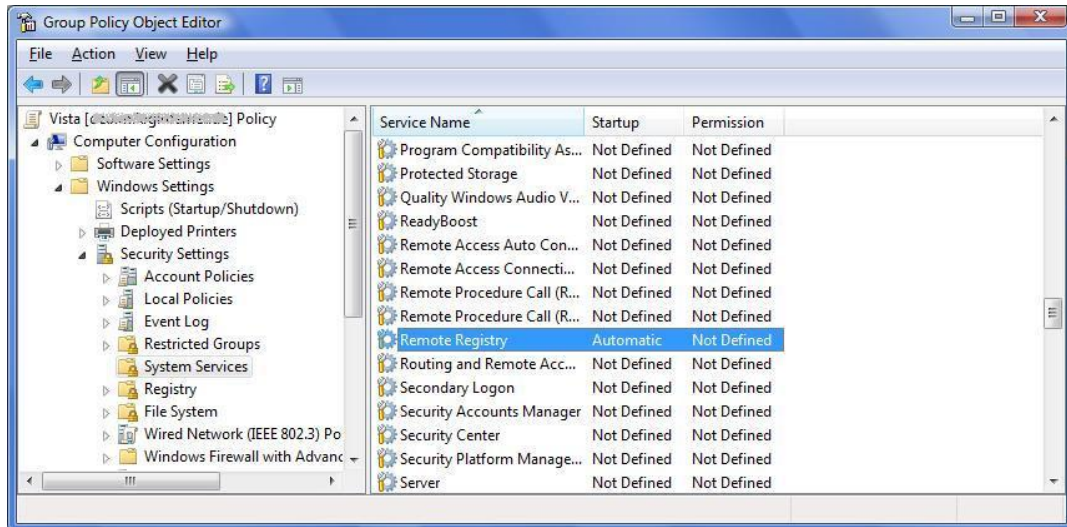 Group Policy Object Editor
File Action View Help
Vista [ ] Policy
Computer Configuration
Software Settings
Windows Settings
Scripts (Startup/Shutdown)
Deployed Printers
Security Settings
Account Policies
Local Policies
Event Log
Restricted Groups
System Services
Registry
File System
Wired Network (IEEE 802.3) Po
Windows Firewall with Advanc
Service Name Startup Permission
Program Compatibility As... Not Defined Not Defined
Protected Storage Not Defined Not Defined
Quality Windows Audio V... Not Defined Not Defined
ReadyBoost Not Defined Not Defined
Remote Access Auto Con... Not Defined Not Defined
Remote Access Connecti... Not Defined Not Defined
Remote Procedure Call (R... Not Defined Not Defined
Remote Procedure Call (R... Not Defined Not Defined
Remote Registry Automatic Not Defined
Routing and Remote Acc... Not Defined Not Defined
Secondary Logon Not Defined Not Defined
Security Accounts Manager Not Defined Not Defined
Security Center Not Defined Not Defined
Security Platform Manage... Not Defined Not Defined
Server Not Defined Not Defined